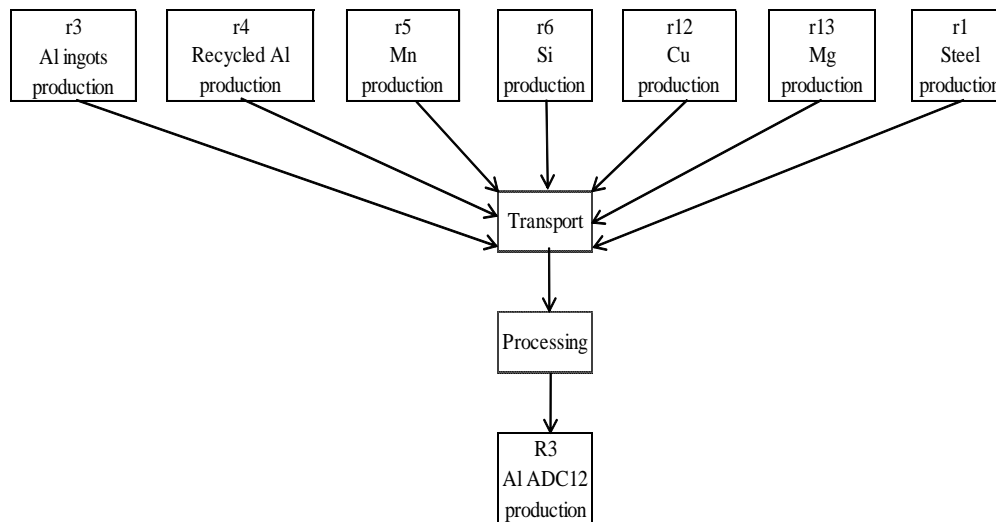 r3
Al ingots
production
r4
Recycled Al
production
r5
Mn
production
r6
Si
production
r12
Cu
production
r13
Mg
production
r1
Steel
production
Transport
Processing
R3
Al ADC12
production